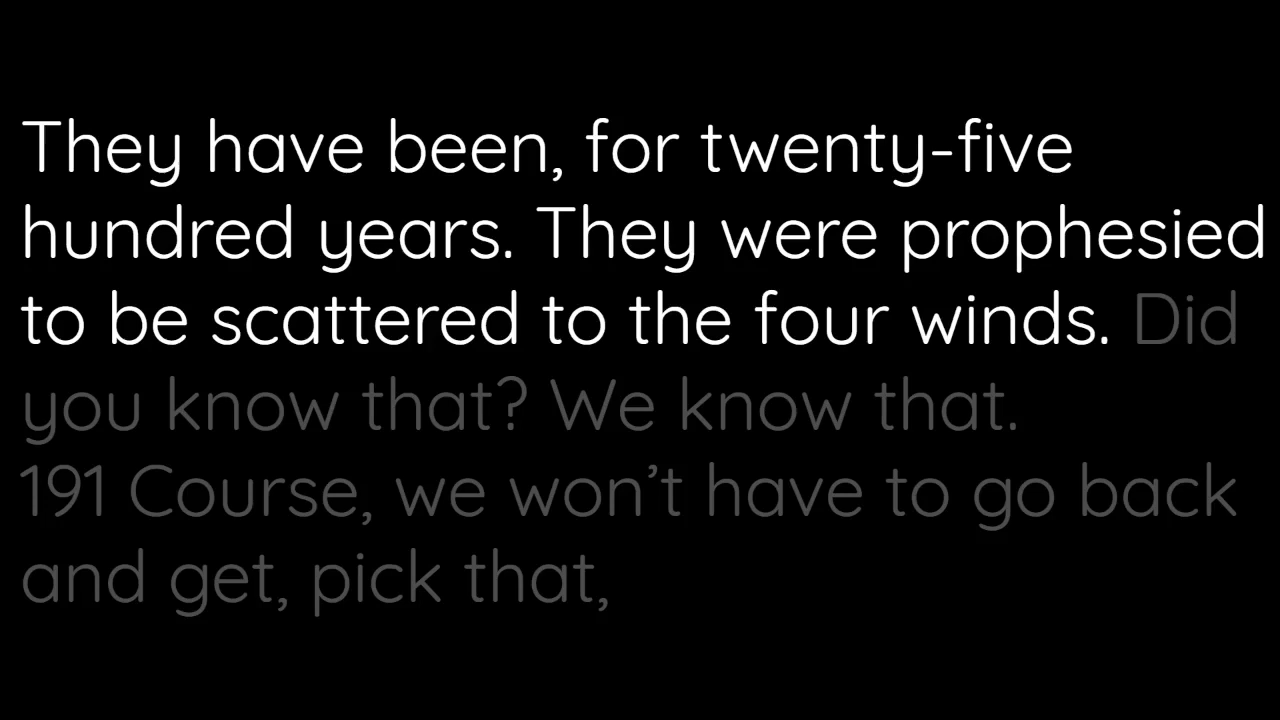 They have been, for twenty-five
hundred years. They were prophesied
to be scattered to the four winds. Did
you know that? We know that.
191 Course, we won’t have to go back
and get, pick that,